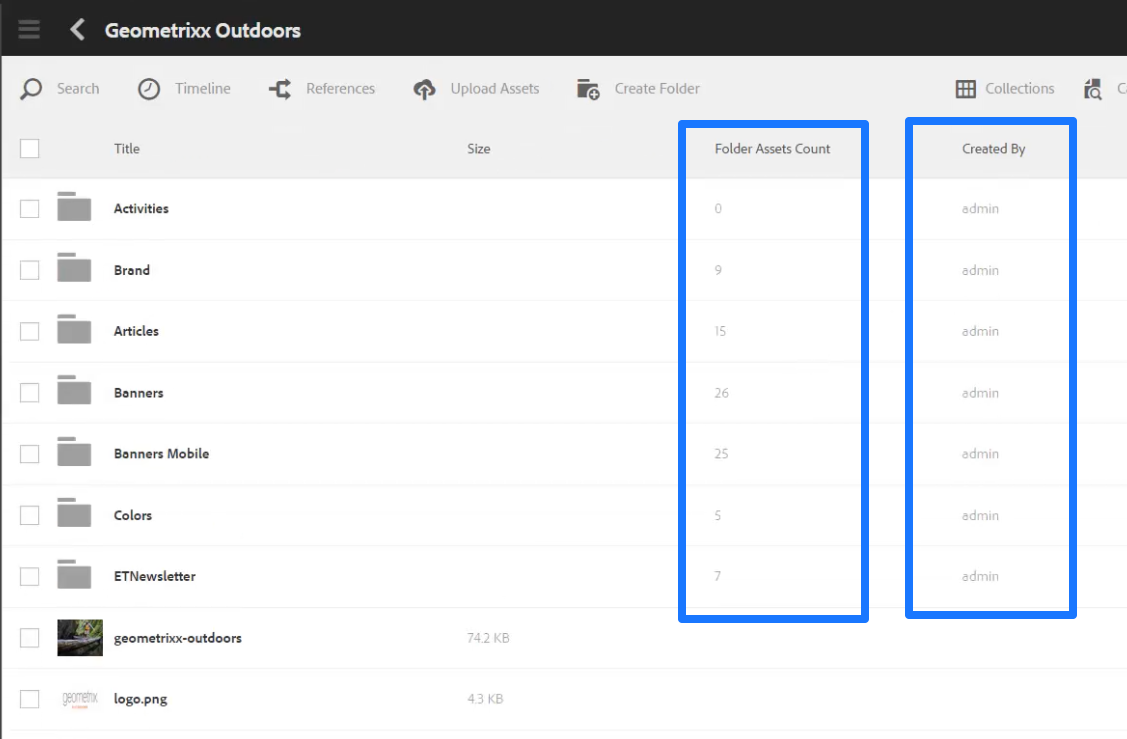 Geometrixx Outdoors
Search Timeline References Upload Assets Create Folder Collections
Title Size Folder Assets Count Created By
Activities 0 admin
Brand 9 admin
Articles 15 admin
Banners 26 admin
Banners Mobile 25 admin
Colors 5 admin
ETNewsletter 7 admin
geometrixx-outdoors 74.2 KB
geometrix
logo.png 4.3 KB